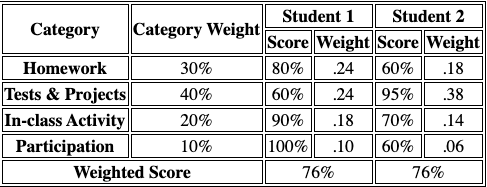 Category Category Weight Student 1 Student 2
Score Weight Score Weight
Homework 30% 80% .24 60% .18
Tests & Projects 40% 60% .24 95% .38
In-class Activity 20% 90% .18 70% .14
Participation 10% 100% .10 60% .06
Weighted Score 76% 76%